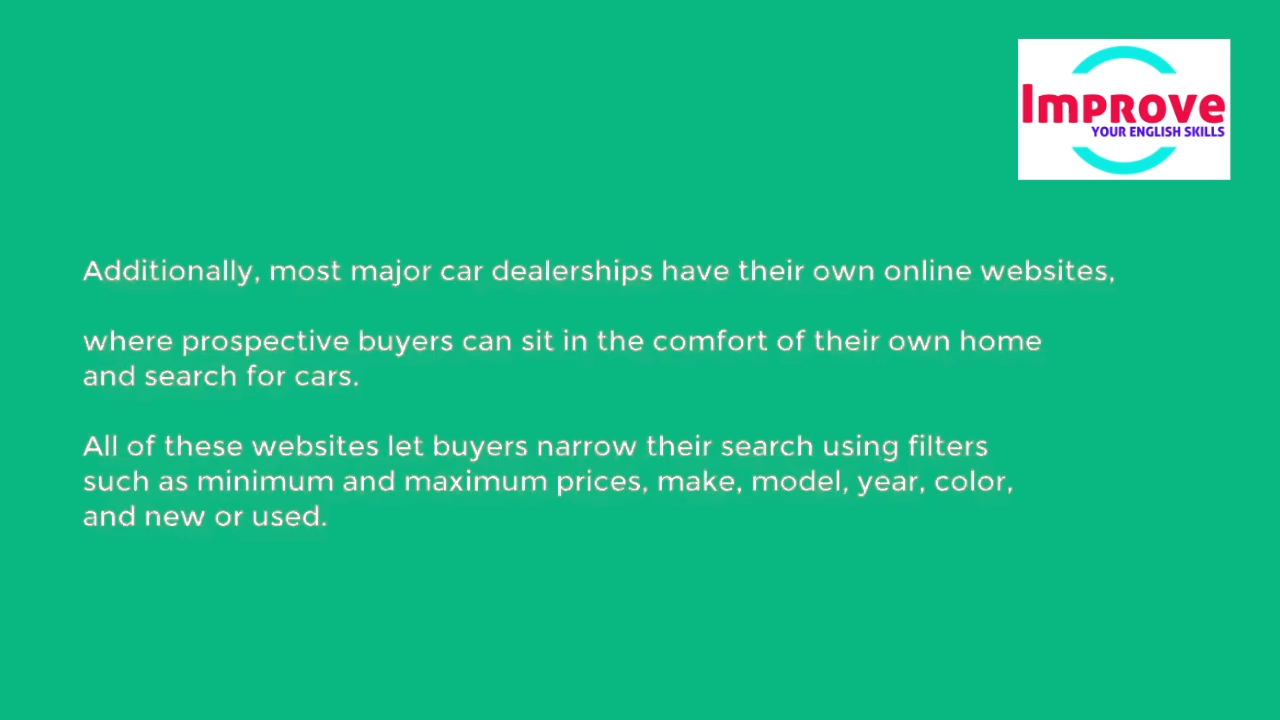 Improve
YOUR ENGLISH SKILLS
Additionally, most major car dealerships have their own online websites,
where prospective buyers can sit in the comfort of their own home
and search for cars.
All of these websites let buyers narrow their search using filters
such as minimum and maximum prices, make, model, year, color,
and new or used.